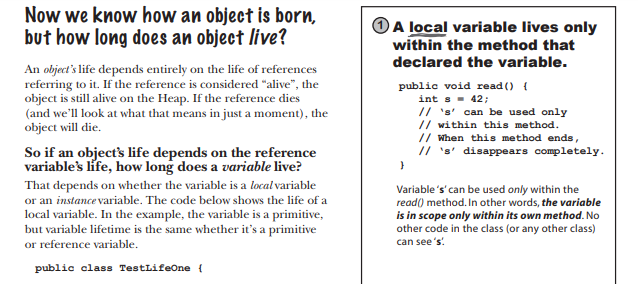 Now we know how an object is born,
but how long does an object live?
An object's life depends entirely on the life of references
referring to it. If the reference is considered “alive”, the
object is still alive on the Heap. If the reference dies
(and we'll look at what that means in just a moment), the
object will die.
So if an object's life depends on the reference
variable's life, how long does a variable live?
That depends on whether the variable is a local variable
or an instance variable. The code below shows the life of a
local variable. In the example, the variable is a primitive,
but variable lifetime is the same whether it's a primitive
or reference variable.
public class TestLifeOne {
1 A local variable lives only
within the method that
declared the variable.
public void read() {
int s = 42;
// ‘s’ can be used only
// within this method.
// When this method ends,
// ‘s’ disappears completely.
}
Variable ‘s’ can be used only within the
read() method. In other words, the variable
is in scope only within its own method. No
other code in the class (or any other class)
can see ‘s’.